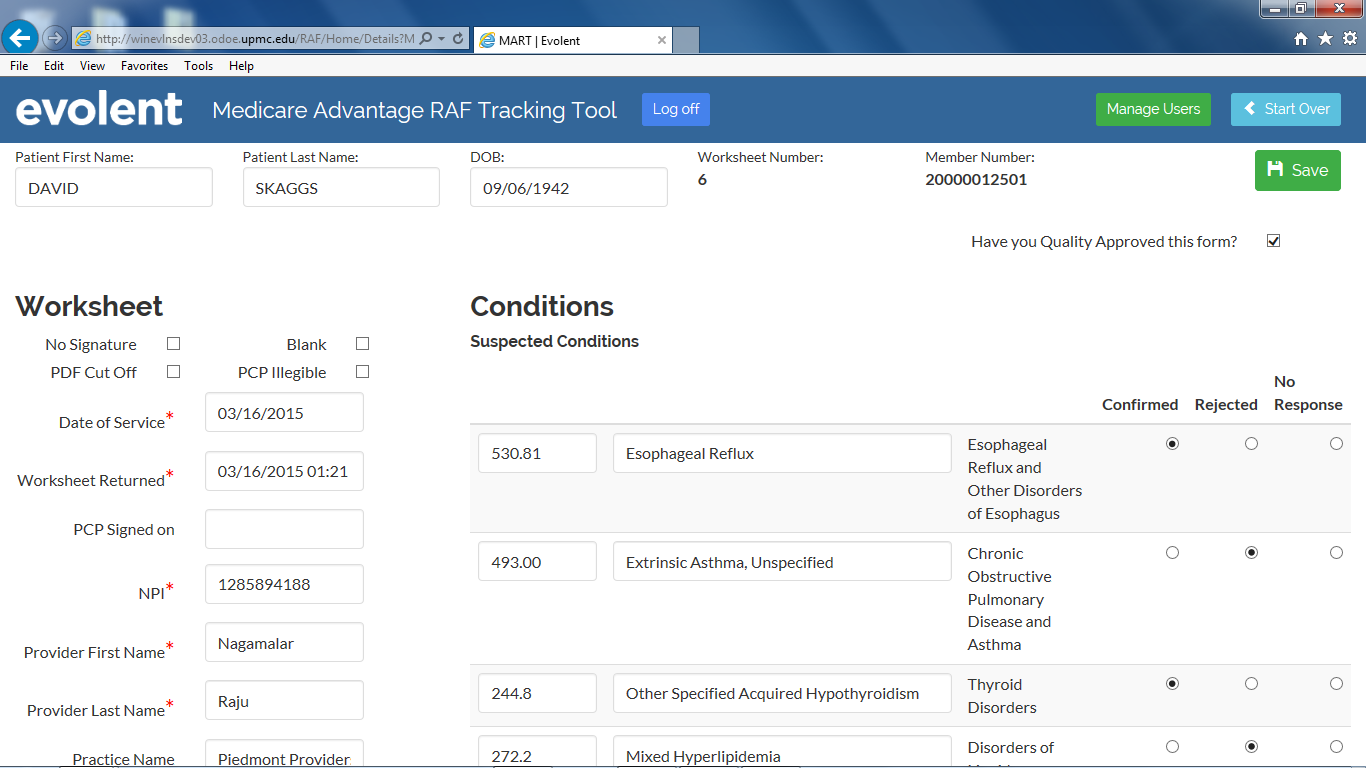 http://winevlnsdev03.odoe.upmc.edu/RAF/Home/Details?M
MART | Evolent
File Edit View Favorites Tools Help
evolent Medicare Advantage RAF Tracking Tool Log off Manage Users Start Over
Patient First Name: Patient Last Name: DOB: Worksheet Number: Member Number:
DAVID SKAGGS 09/06/1942 6 20000012501 Save
Have you Quality Approved this form?
Worksheet
No Signature Blank
PDF Cut Off PCP Illegible
Date of Service* 03/16/2015
Worksheet Returned* 03/16/2015 01:21
PCP Signed on
NPI* 1285894188
Provider First Name* Nagamalar
Provider Last Name* Raju
Practice Name Piedmont Provider
Conditions
Suspected Conditions
Confirmed Rejected No Response
530.81 Esophageal Reflux
Esophageal
Reflux and
Other Disorders
of Esophagus
493.00 Extrinsic Asthma, Unspecified
Chronic
Obstructive
Pulmonary
Disease and
Asthma
244.8 Other Specified Acquired Hypothyroidism
Thyroid
Disorders
272.2 Mixed Hyperlipidemia
Disorders of